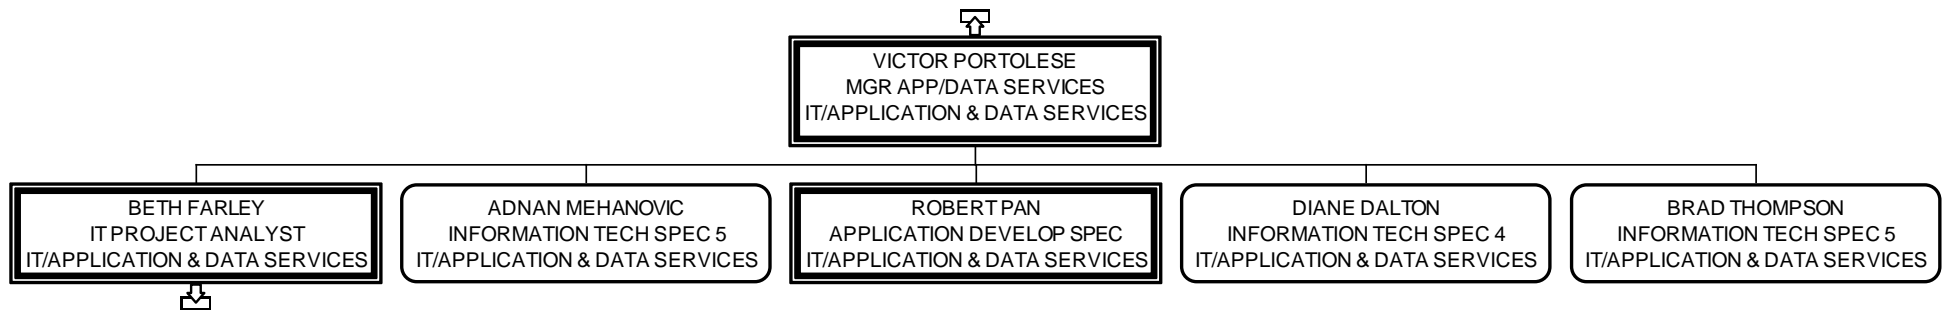 VICTOR PORTOLESE
MGR APP/DATA SERVICES
IT/APPLICATION & DATA SERVICES
BETH FARLEY
IT PROJECT ANALYST
IT/APPLICATION & DATA SERVICES
ADNAN MEHANOVIC
INFORMATION TECH SPEC 5
IT/APPLICATION & DATA SERVICES
ROBERT PAN
APPLICATION DEVELOP SPEC
IT/APPLICATION & DATA SERVICES
DIANE DALTON
INFORMATION TECH SPEC 4
IT/APPLICATION & DATA SERVICES
BRAD THOMPSON
INFORMATION TECH SPEC 5
IT/APPLICATION & DATA SERVICES